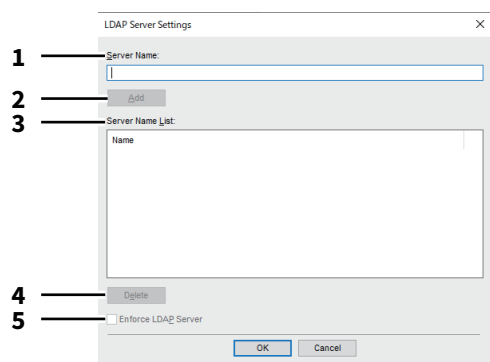 LDAP Server Settings
1 Server Name:
2 Add
3 Server Name List:
Name
4 Delete
5 Enforce LDAP Server
OK Cancel